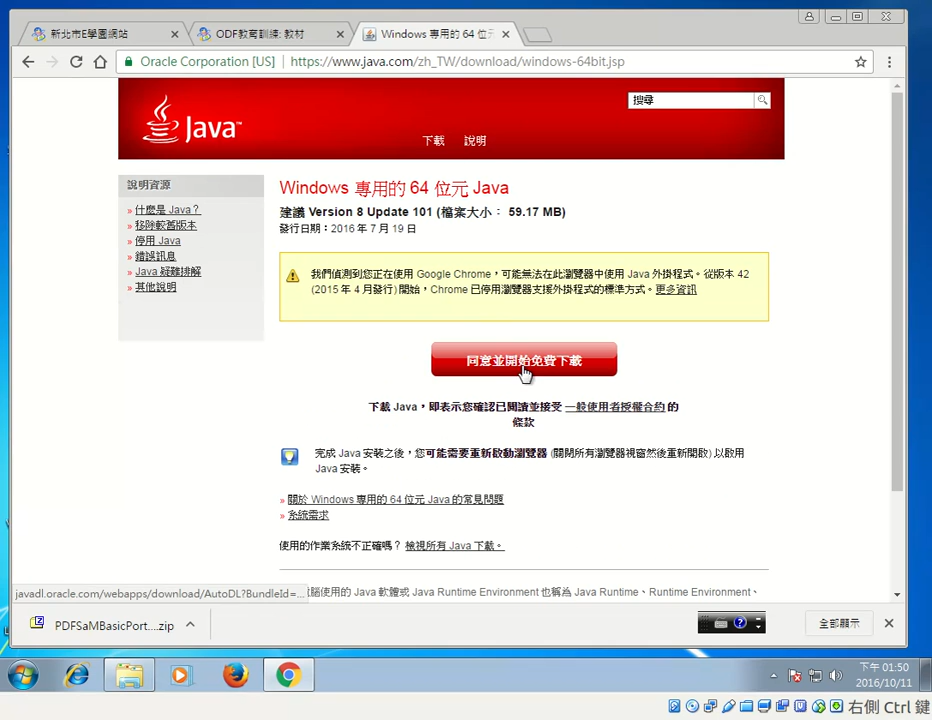 新北市E學園網站
ODF教育訓練: 教材
Windows 專用的 64 位元
Oracle Corporation [US]
https://www.java.com/zh_TW/download/windows-64bit.jsp
Java™
搜尋
下載
說明
說明資源
» 什麼是 Java？
» 移除較舊版本
» 停用 Java
» 錯誤訊息
» Java 疑難排解
» 其他說明
Windows 專用的 64 位元 Java
建議 Version 8 Update 101 (檔案大小： 59.17 MB)
發行日期：2016 年 7 月 19 日
我們偵測到您正在使用 Google Chrome，可能無法在此瀏覽器中使用 Java 外掛程式。從版本 42
(2015 年 4 月發行) 開始，Chrome 已停用瀏覽器支援外掛程式的標準方式。更多資訊
同意並開始免費下載
下載 Java，即表示您確認已閱讀並接受 一般使用者授權合約 的
條款
完成 Java 安裝之後，您可能需要重新啟動瀏覽器 (關閉所有瀏覽器視窗然後重新開啟) 以啟用
Java 安裝。
» 關於 Windows 專用的 64 位元 Java 的常見問題
» 系統需求
使用的作業系統不正確嗎？ 檢視所有 Java 下載。
腦使用的 Java 軟體或 Java Runtime Environment 也稱為 Java Runtime、Runtime Environment、
javadl.oracle.com/webapps/download/AutoDL?BundleId=...
PDFSaMBasicPort....zip
全部顯示
下午 01:50
2016/10/11
右側 Ctrl 鍵